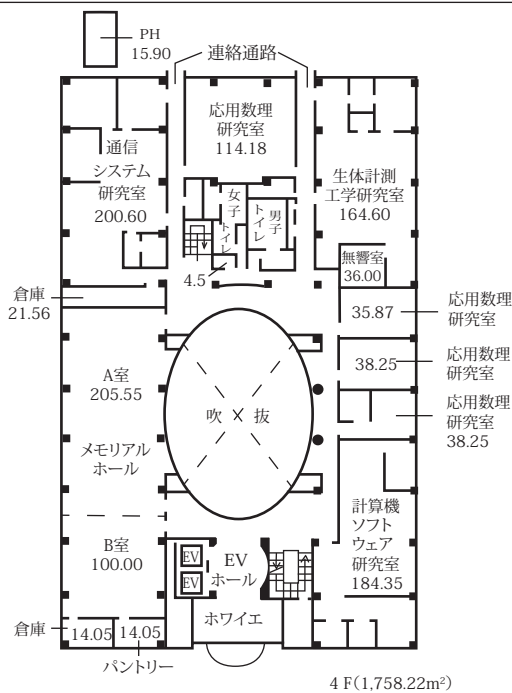 PH
15.90
連絡通路
応用数理
研究室
114.18
通信
システム
研究室
200.60
女子
トイレ
男子
トイレ
生体計測
工学研究室
164.60
無響室
36.00
4.5
倉庫
21.56
35.87
応用数理
研究室
A室
205.55
38.25
応用数理
研究室
吹 抜
応用数理
研究室
38.25
メモリアル
ホール
計算機
ソフト
ウェア
研究室
184.35
B室
100.00
EV
EV
EV
ホール
ホワイエ
倉庫
14.05
14.05
パントリー
4 F(1,758.22m²)